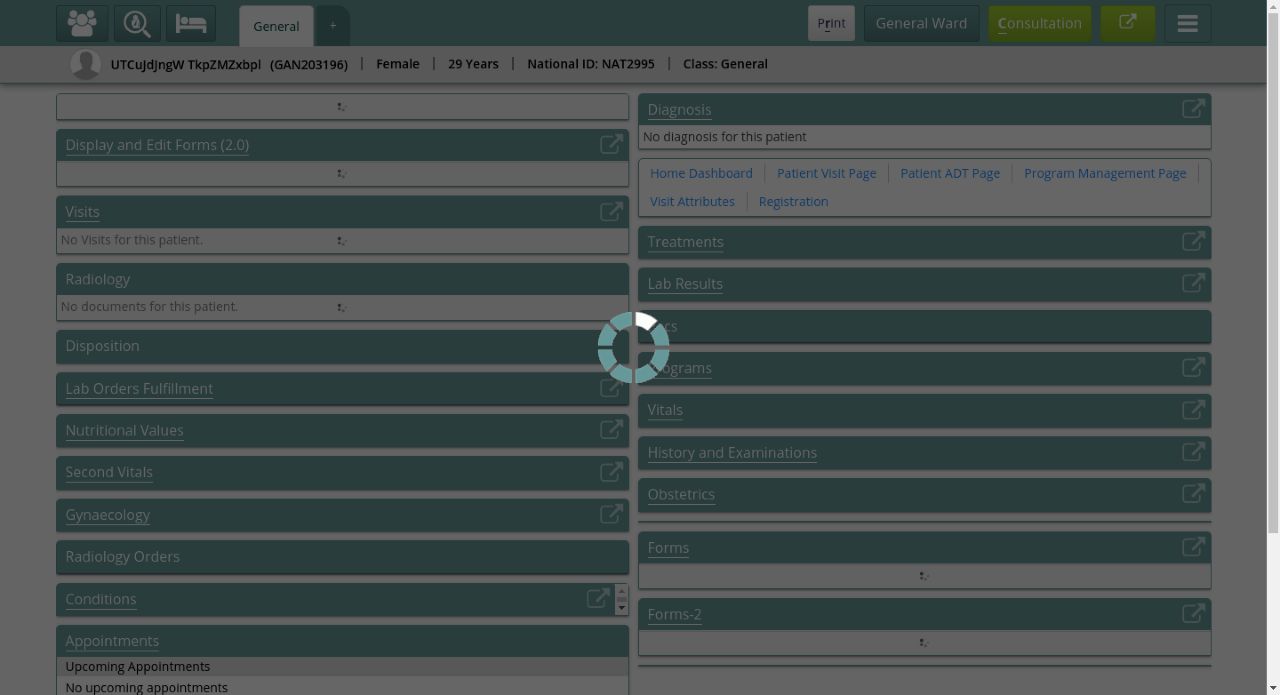 General
+
Print
General Ward
Consultation
UTCuJdJngW TkpZMZxbpl (GAN203196) | Female | 29 Years | National ID: NAT2995 | Class: General
Display and Edit Forms (2.0)
Visits
No Visits for this patient.
Radiology
No documents for this patient.
Disposition
Lab Orders Fulfillment
Nutritional Values
Second Vitals
Gynaecology
Radiology Orders
Conditions
Appointments
Upcoming Appointments
No upcoming appointments
Diagnosis
No diagnosis for this patient
Home Dashboard | Patient Visit Page | Patient ADT Page | Program Management Page |
Visit Attributes | Registration
Treatments
Lab Results
Vitals
History and Examinations
Obstetrics
Forms
Forms-2